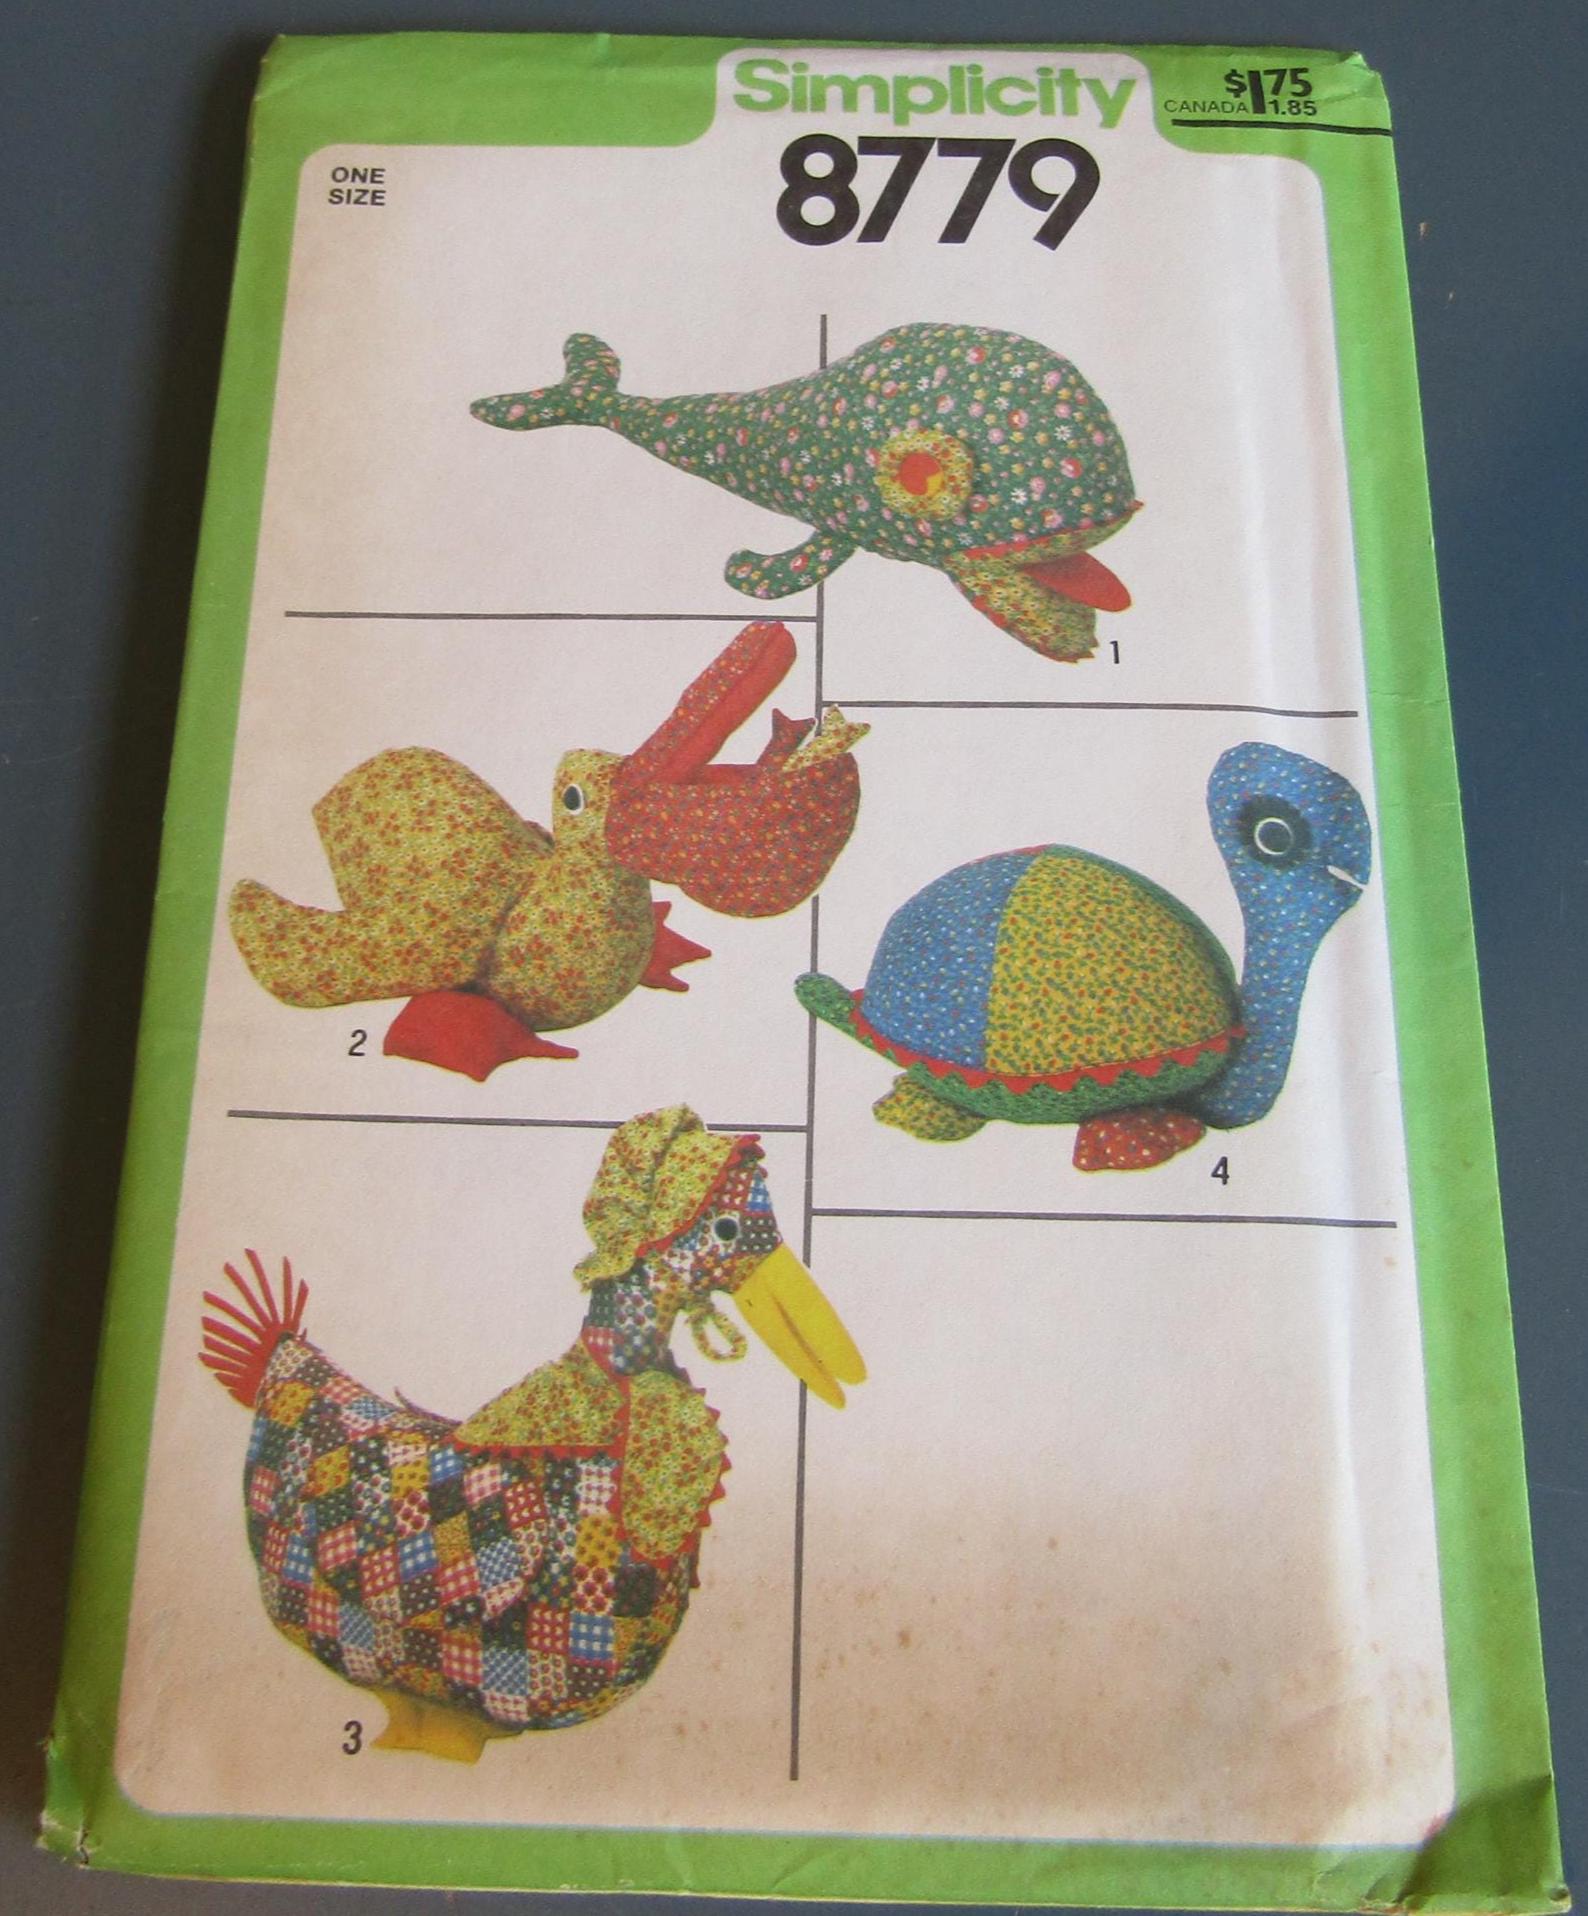 Simplicity
$1.75
CANADA 1.85
8779
ONE
SIZE
1
2
4
3